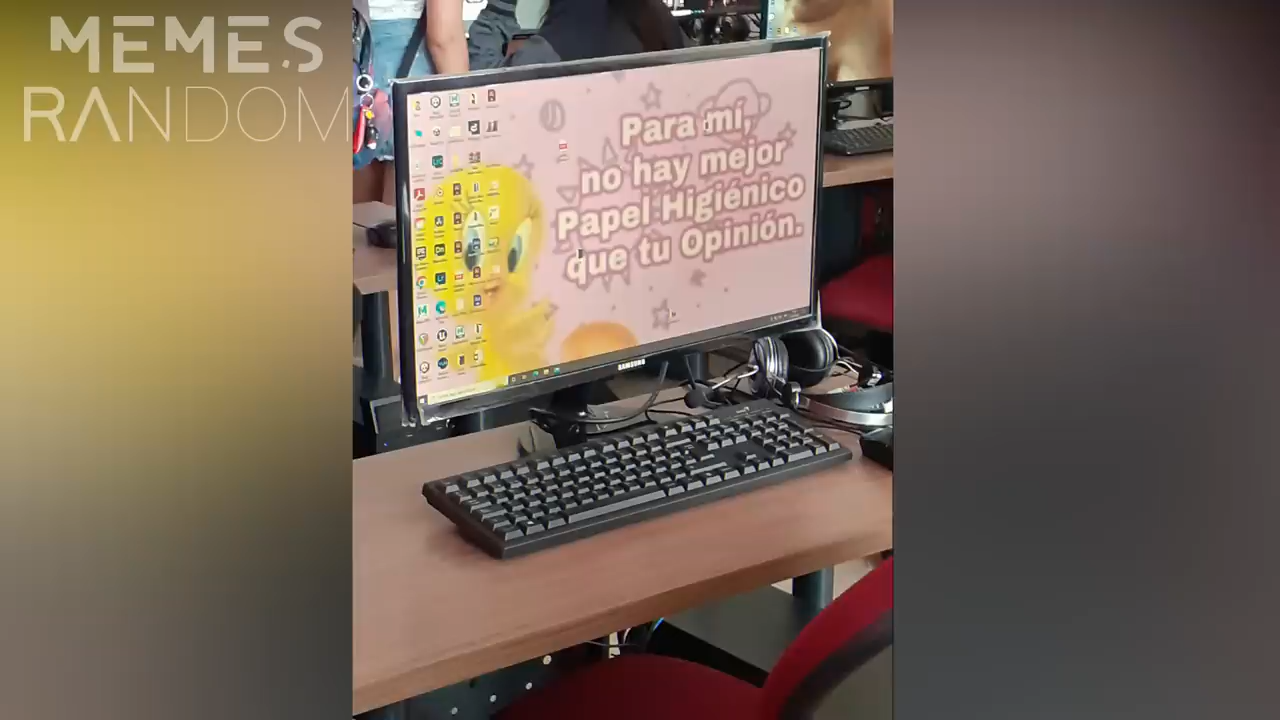 MEMES
RANDOM
Para mí,
no hay mejor
Papel Higiénico
que tu Opinión.
SAMSUNG